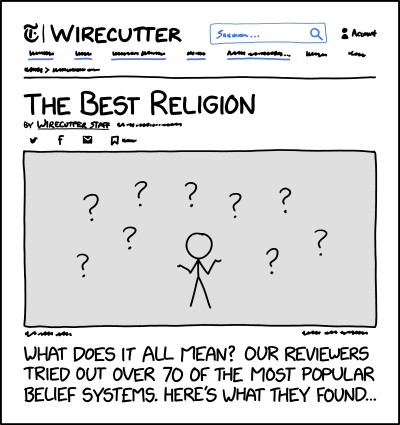 T | WIRECUTTER
Account
THE BEST RELIGION
BY WIRECUTTER STAFF
f
? ? ? ? ?
? ? ? ?
WHAT DOES IT ALL MEAN? OUR REVIEWERS
TRIED OUT OVER 70 OF THE MOST POPULAR
BELIEF SYSTEMS. HERE'S WHAT THEY FOUND...